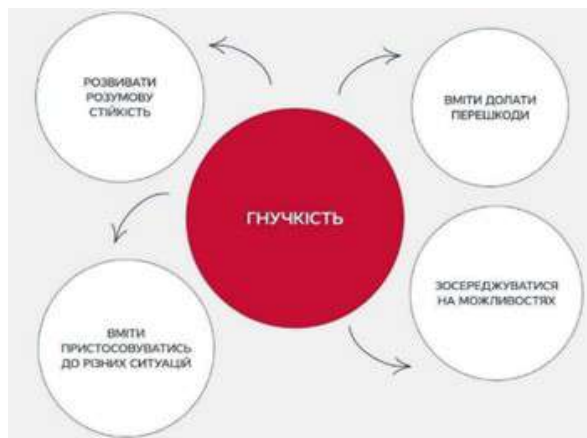 РОЗВИВАТИ
РОЗУМОВУ
СТІЙКІСТЬ
ВМІТИ ДОЛАТИ
ПЕРЕШКОДИ
ГНУЧКІСТЬ
ЗОСЕРЕДЖУВАТИСЯ
НА МОЖЛИВОСТЯХ
ВМІТИ
ПРИСТОСОВУВАТИСЬ
ДО РІЗНИХ СИТУАЦІЙ